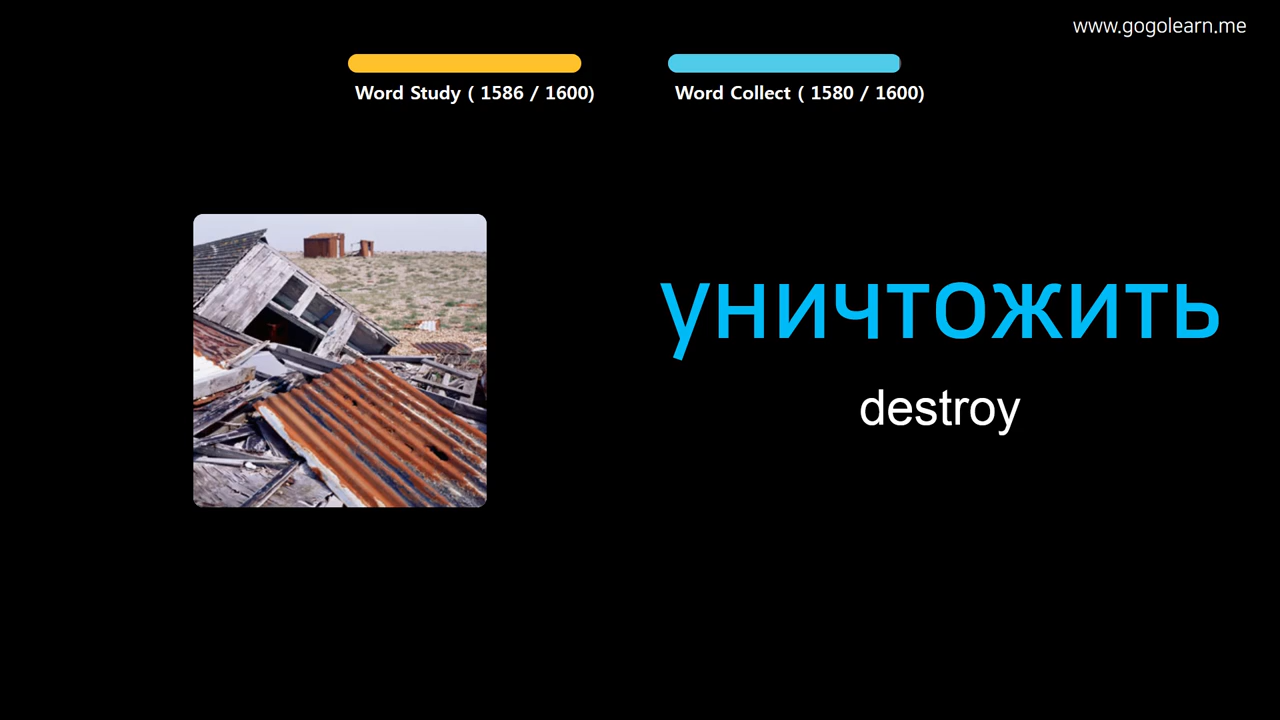 www.gogolearn.me
Word Study ( 1586 / 1600)
Word Collect ( 1580 / 1600)
уничтожить
destroy